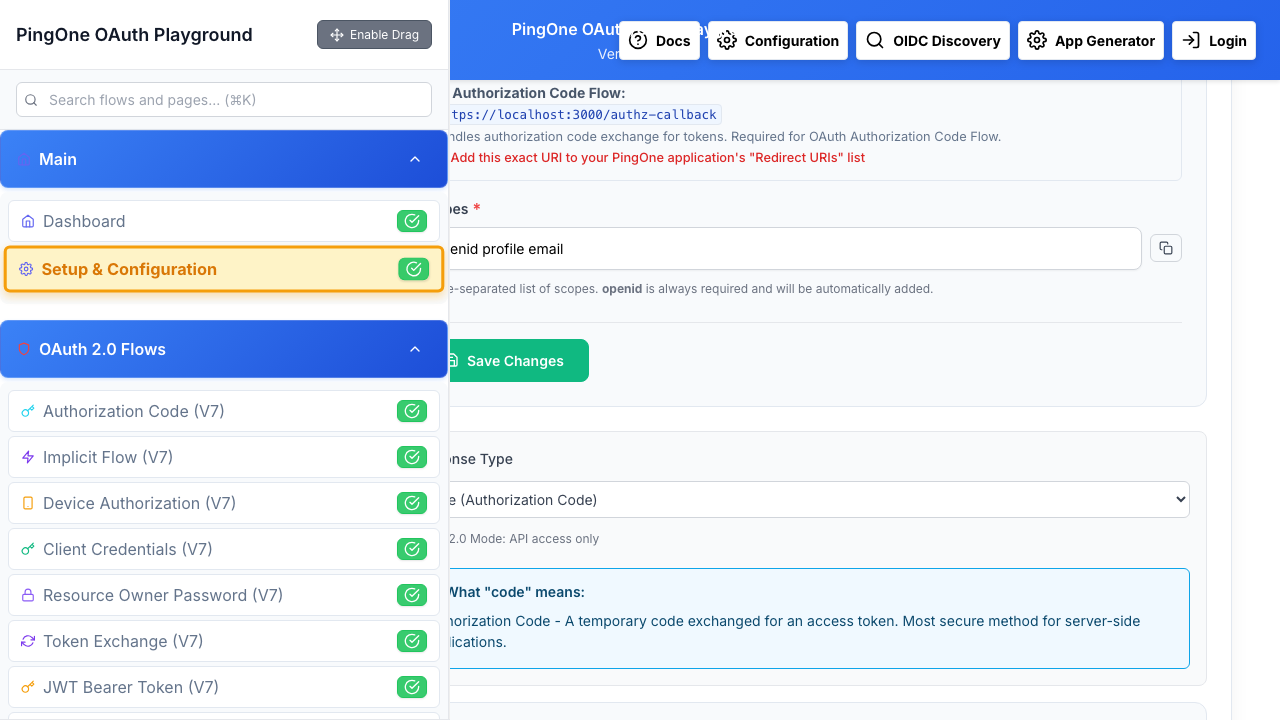 PingOne OAuth Playground
Enable Drag
Search flows and pages... (⌘K)
Main
Dashboard
Setup & Configuration
OAuth 2.0 Flows
Authorization Code (V7)
Implicit Flow (V7)
Device Authorization (V7)
Client Credentials (V7)
Resource Owner Password (V7)
Token Exchange (V7)
JWT Bearer Token (V7)
PingOne OAu
Ver
Docs
Configuration
OIDC Discovery
App Generator
Login
Authorization Code Flow:
tps://localhost:3000/authz-callback
ndles authorization code exchange for tokens. Required for OAuth Authorization Code Flow.
Add this exact URI to your PingOne application's "Redirect URIs" list
pes *
enid profile email
e-separated list of scopes. openid is always required and will be automatically added.
Save Changes
onse Type
e (Authorization Code)
2.0 Mode: API access only
What "code" means:
horization Code - A temporary code exchanged for an access token. Most secure method for server-side
lications.